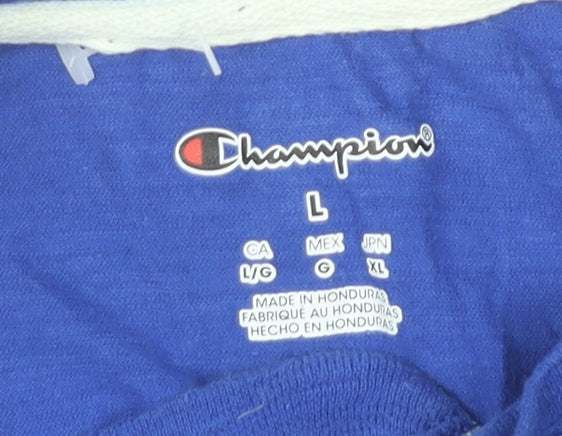 Champion®
L
CA MEX JPN
L/G G XL
MADE IN HONDURAS
FABRIQUÉ AU HONDURAS
HECHO EN HONDURAS